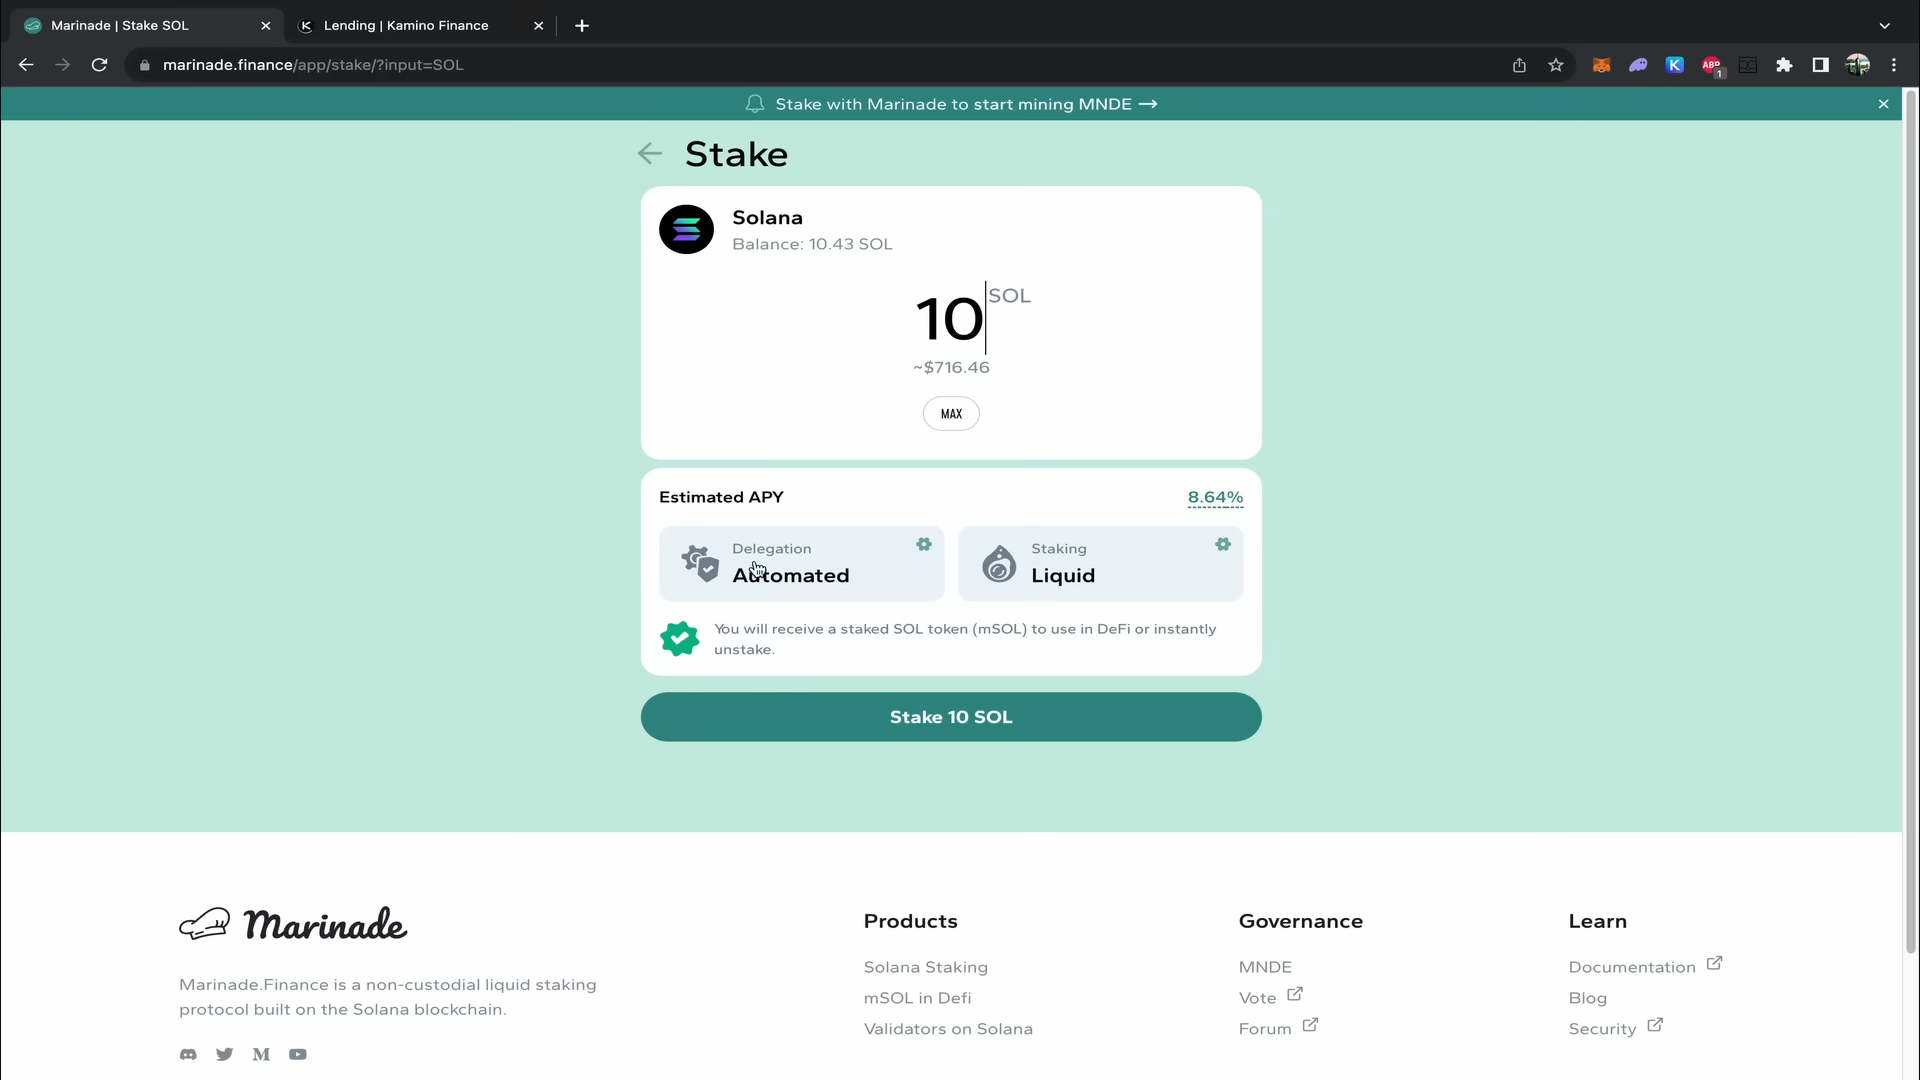 Marinade | Stake SOL
Lending | Kamino Finance
marinade.finance/app/stake/?input=SOL
ABP
1
Stake with Marinade to start mining MNDE →
Stake
Solana
Balance: 10.43 SOL
10 SOL
~$716.46
MAX
Estimated APY
8.64%
Delegation
Automated
Staking
Liquid
You will receive a staked SOL token (mSOL) to use in DeFi or instantly
unstake.
Stake 10 SOL
Marinade
Marinade.Finance is a non-custodial liquid staking
protocol built on the Solana blockchain.
Products
Solana Staking
mSOL in Defi
Validators on Solana
Governance
MNDE
Vote
Forum
Learn
Documentation
Blog
Security